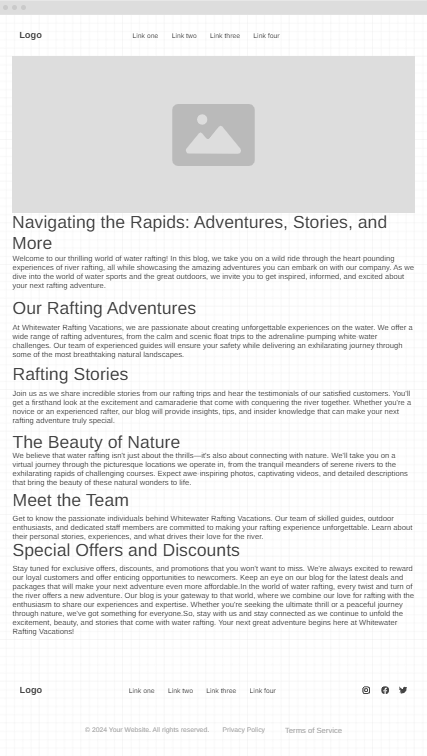 Logo
Link one Link two Link three Link four
Navigating the Rapids: Adventures, Stories, and
More
Welcome to our thrilling world of water rafting! In this blog, we take you on a wild ride through the heart-pounding
experiences of river rafting, all while showcasing the amazing adventures you can embark on with our company. As we
dive into the world of water sports and the great outdoors, we invite you to get inspired, informed, and excited about
your next rafting adventure.
Our Rafting Adventures
At Whitewater Rafting Vacations, we are passionate about creating unforgettable experiences on the water. We offer a
wide range of rafting adventures, from the calm and scenic float trips to the adrenaline-pumping white-water
challenges. Our team of experienced guides will ensure your safety while delivering an exhilarating journey through
some of the most breathtaking natural landscapes.
Rafting Stories
Join us as we share incredible stories from our rafting trips and hear the testimonials of our satisfied customers. You'll
get a firsthand look at the excitement and camaraderie that come with conquering the river together. Whether you're a
novice or an experienced rafter, our blog will provide insights, tips, and insider knowledge that can make your next
rafting adventure truly special.
The Beauty of Nature
We believe that water rafting isn't just about the thrills—it's also about connecting with nature. We'll take you on a
virtual journey through the picturesque locations we operate in, from the tranquil meanders of serene rivers to the
exhilarating rapids of challenging courses. Expect awe-inspiring photos, captivating videos, and detailed descriptions
that bring the beauty of these natural wonders to life.
Meet the Team
Get to know the passionate individuals behind Whitewater Rafting Vacations. Our team of skilled guides, outdoor
enthusiasts, and dedicated staff members are committed to making your rafting experience unforgettable. Learn about
their personal stories, experiences, and what drives their love for the river.
Special Offers and Discounts
Stay tuned for exclusive offers, discounts, and promotions that you won't want to miss. We're always excited to reward
our loyal customers and offer enticing opportunities to newcomers. Keep an eye on our blog for the latest deals and
packages that will make your next adventure even more affordable.In the world of water rafting, every twist and turn of
the river offers a new adventure. Our blog is your gateway to that world, where we combine our love for rafting with the
enthusiasm to share our experiences and expertise. Whether you're seeking the ultimate thrill or a peaceful journey
through nature, we've got something for everyone.So, stay with us and stay connected as we continue to unfold the
excitement, beauty, and stories that come with water rafting. Your next great adventure begins here at Whitewater
Rafting Vacations!
Logo
Link one Link two Link three Link four
© 2024 Your Website. All rights reserved. Privacy Policy Terms of Service